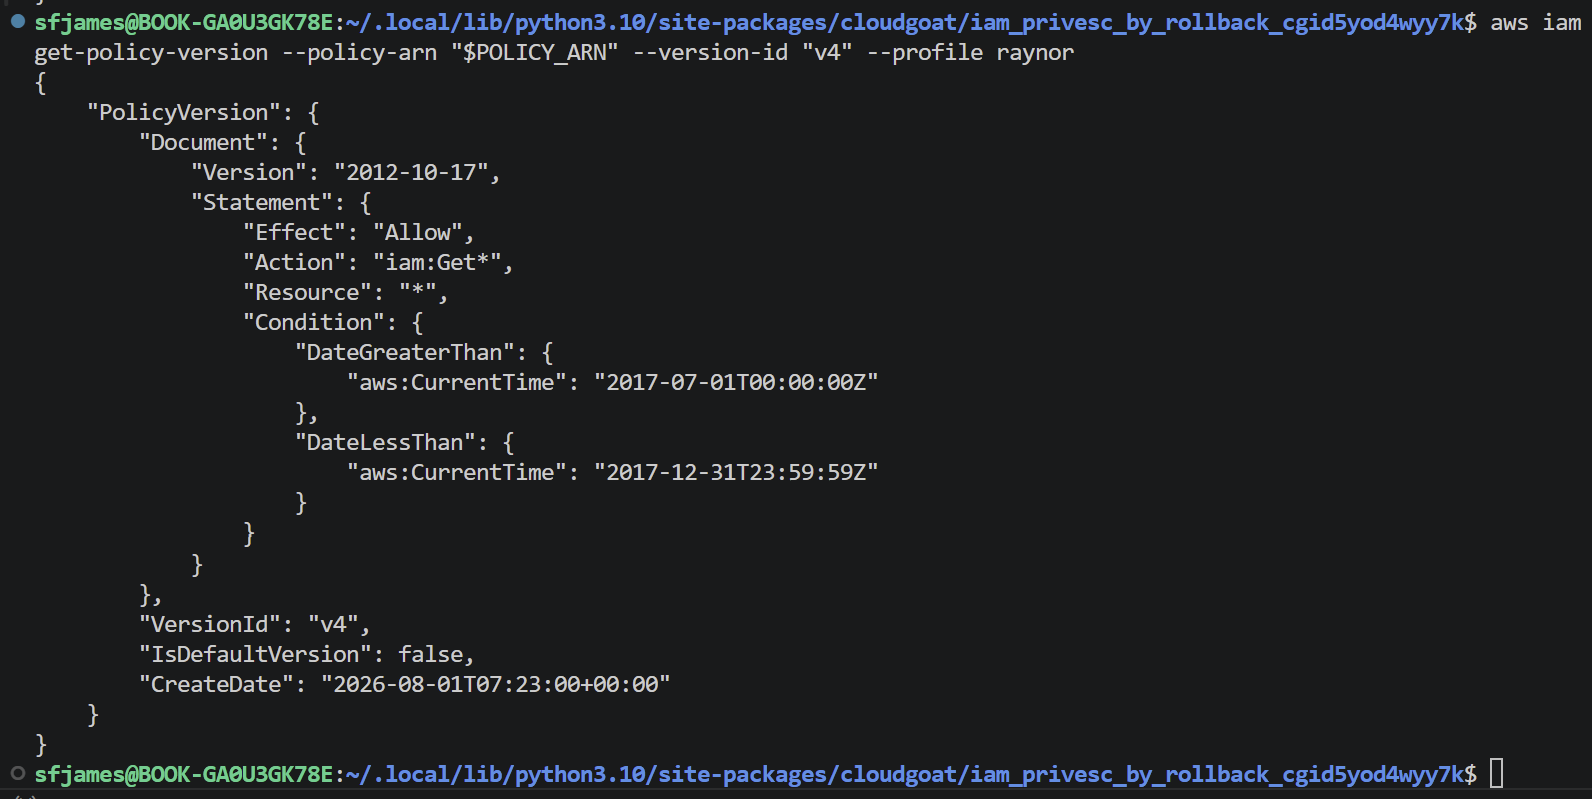 sfjames@BOOK-GA0U3GK78E:~/.local/lib/python3.10/site-packages/cloudgoat/iam_privesc_by_rollback_cgid5yod4wyy7k$ aws iam
get-policy-version --policy-arn "$POLICY_ARN" --version-id "v4" --profile raynor
{
    "PolicyVersion": {
        "Document": {
            "Version": "2012-10-17",
            "Statement": {
                "Effect": "Allow",
                "Action": "iam:Get*",
                "Resource": "*",
                "Condition": {
                    "DateGreaterThan": {
                        "aws:CurrentTime": "2017-07-01T00:00:00Z"
                    },
                    "DateLessThan": {
                        "aws:CurrentTime": "2017-12-31T23:59:59Z"
                    }
                }
            }
        },
        "VersionId": "v4",
        "IsDefaultVersion": false,
        "CreateDate": "2026-08-01T07:23:00+00:00"
    }
}
sfjames@BOOK-GA0U3GK78E:~/.local/lib/python3.10/site-packages/cloudgoat/iam_privesc_by_rollback_cgid5yod4wyy7k$